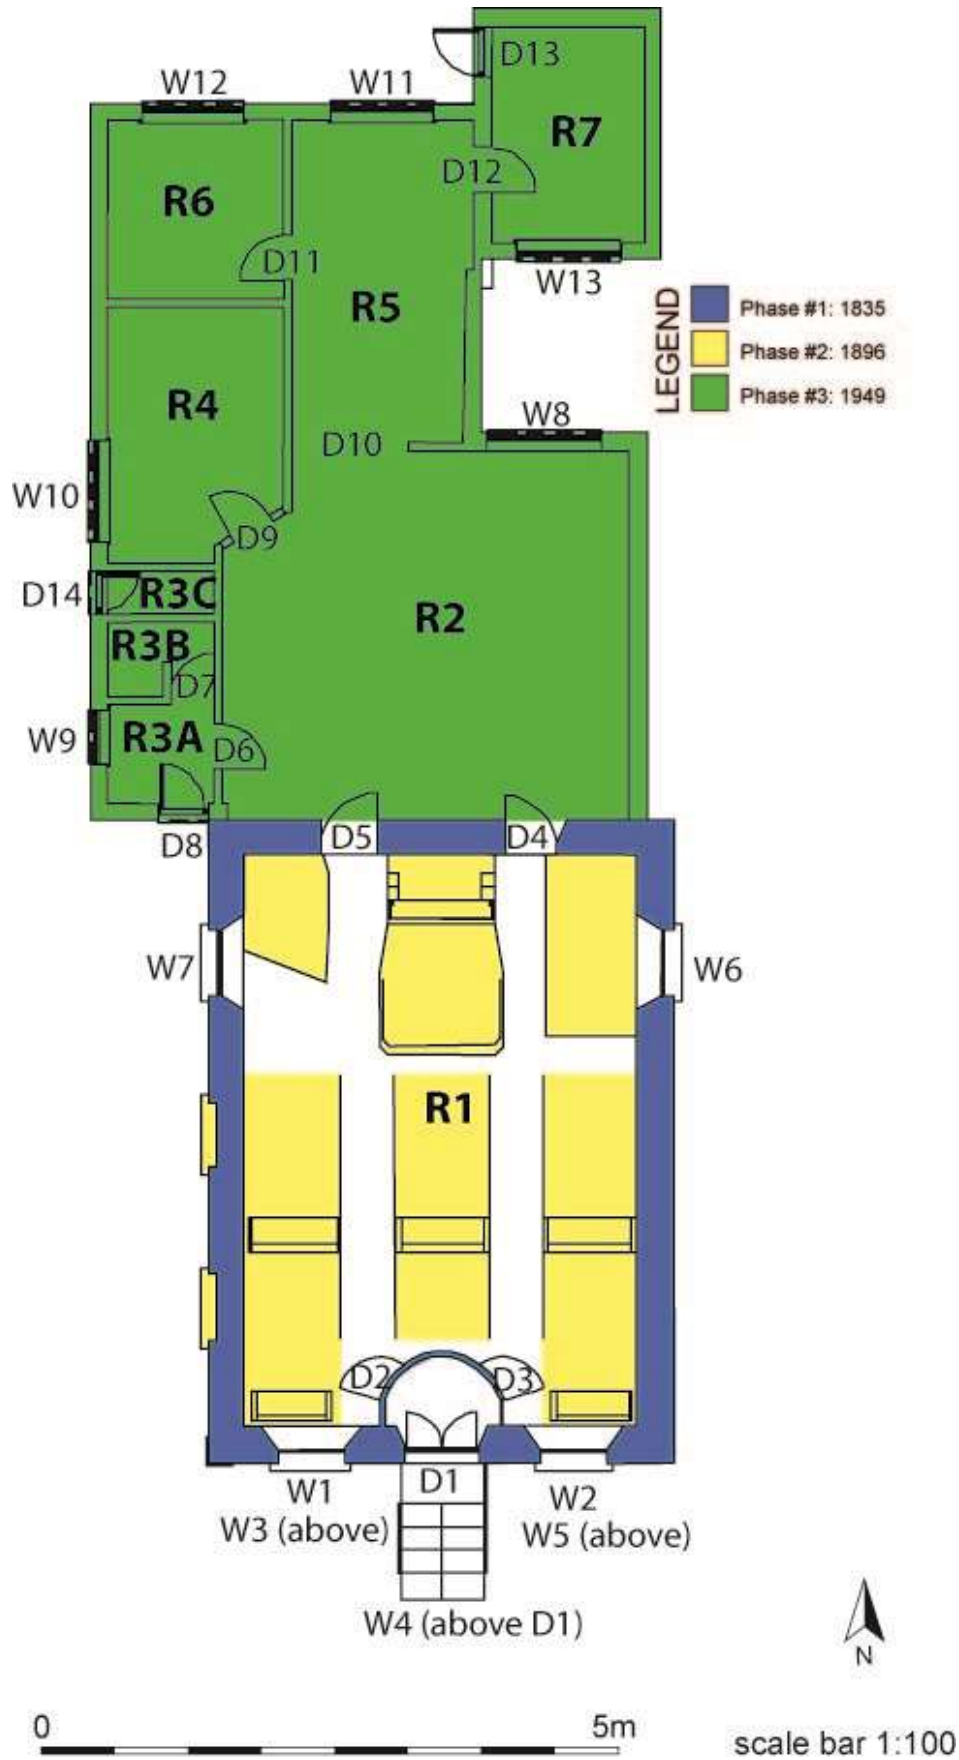 D13
W12
W11
R7
D12
R6
D11
W13
R5
LEGEND
Phase #1: 1835
Phase #2: 1896
Phase #3: 1949
R4
W8
D10
W10
D9
D14
R3C
R2
R3B
D7
W9
R3A
D6
D8
D5
D4
W7
W6
R1
D2
D3
W1
D1
W2
W3 (above)
W5 (above)
W4 (above D1)
N
0
5m
scale bar 1:100